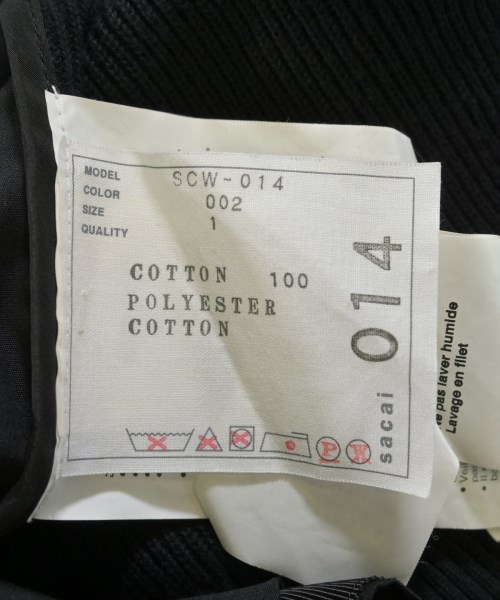 MODEL SCW-014
COLOR 002
SIZE 1
QUALITY
COTTON 100
POLYESTER
COTTON
014
sacai
P
W
ne pas laver humide
Lavage en filet